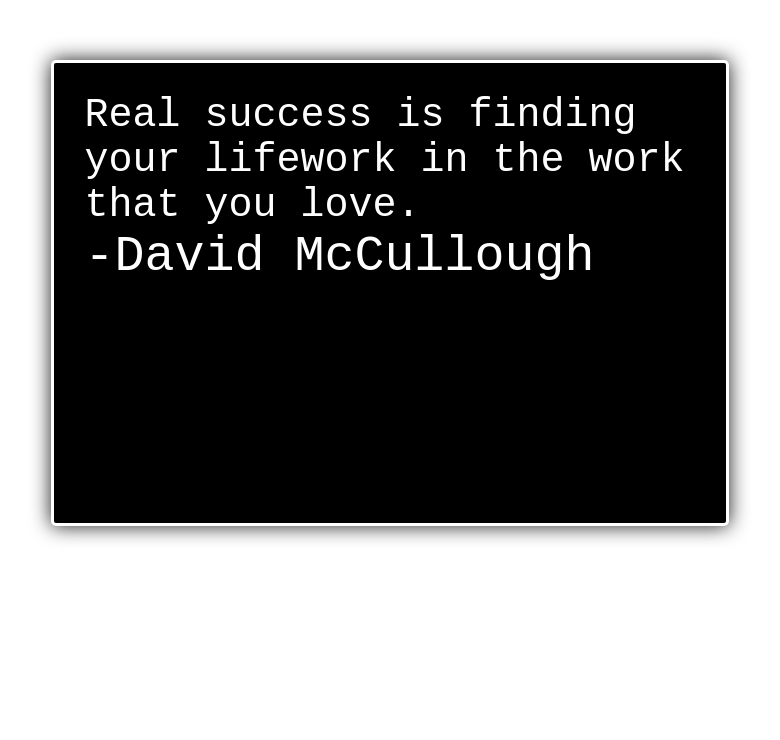 Real success is finding
your lifework in the work
that you love.
-David McCullough